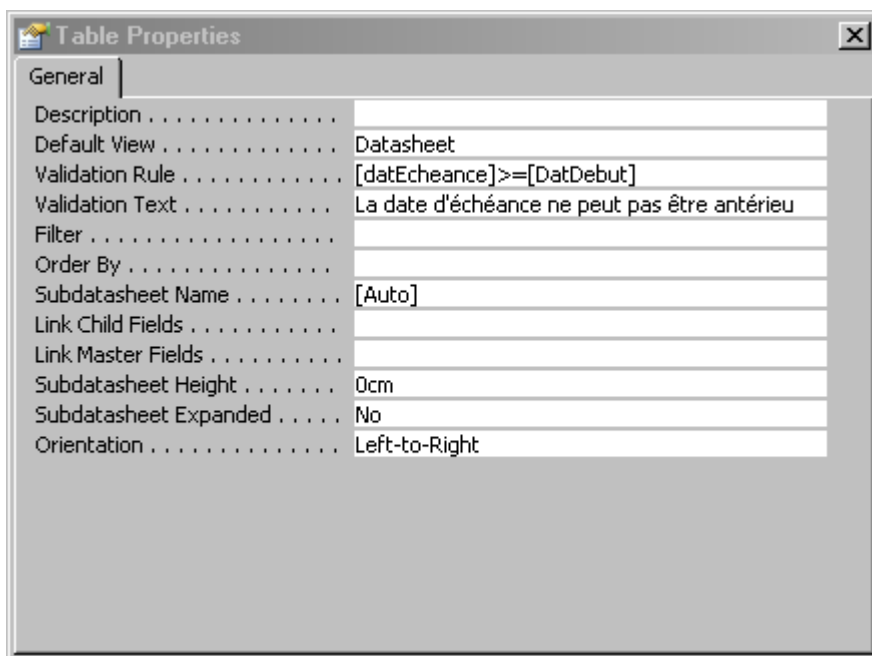 Table Properties
General
Description . . . . . . . . . . . . . .
Default View . . . . . . . . . . . . . Datasheet
Validation Rule . . . . . . . . . . . . [datEcheance]>=[DatDebut]
Validation Text . . . . . . . . . . . La date d'échéance ne peut pas être antérieu
Filter . . . . . . . . . . . . . . . . . .
Order By . . . . . . . . . . . . . . .
Subdatasheet Name . . . . . . . . [Auto]
Link Child Fields . . . . . . . . . . .
Link Master Fields . . . . . . . . . .
Subdatasheet Height . . . . . . . 0cm
Subdatasheet Expanded . . . . . No
Orientation . . . . . . . . . . . . . . Left-to-Right